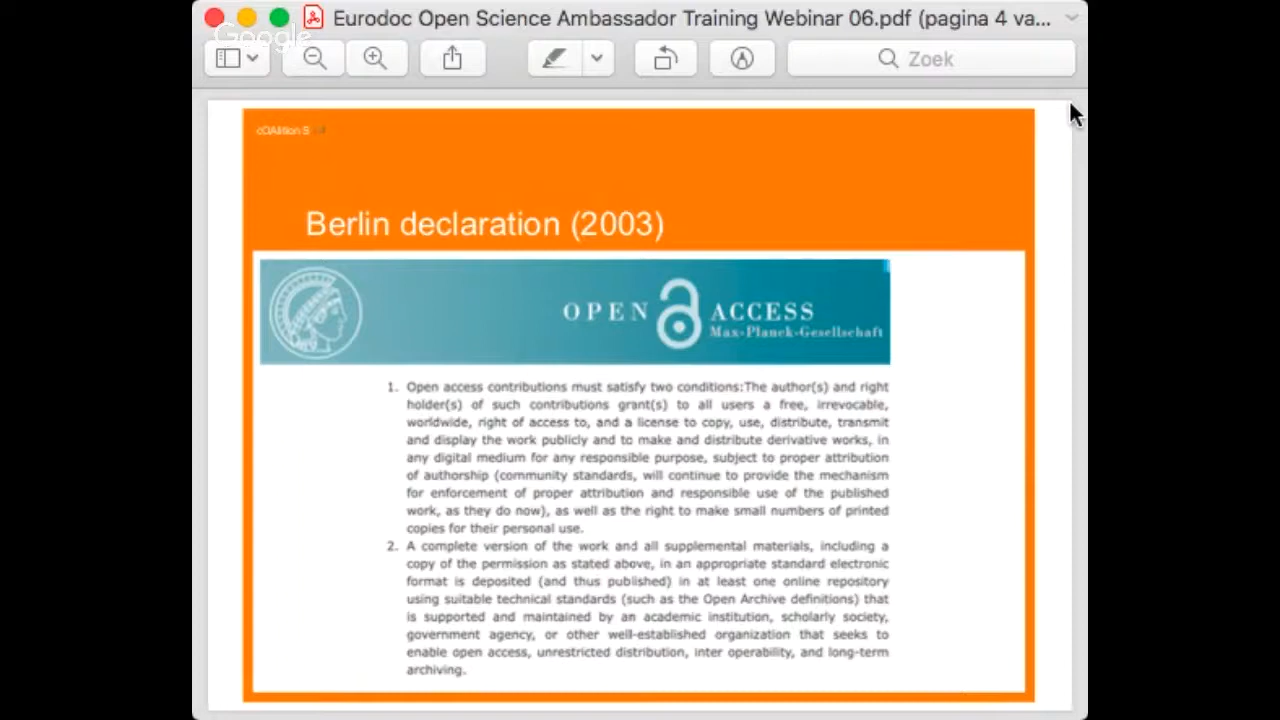 Eurodoc Open Science Ambassador Training Webinar 06.pdf (pagina 4 va...
Google
Zoek
cOAlition S
Berlin declaration (2003)
OPEN ACCESS
Max-Planck-Gesellschaft
1. Open access contributions must satisfy two conditions:The author(s) and right
holder(s) of such contributions grant(s) to all users a free, irrevocable,
worldwide, right of access to, and a license to copy, use, distribute, transmit
and display the work publicly and to make and distribute derivative works, in
any digital medium for any responsible purpose, subject to proper attribution
of authorship (community standards, will continue to provide the mechanism
for enforcement of proper attribution and responsible use of the published
work, as they do now), as well as the right to make small numbers of printed
copies for their personal use.
2. A complete version of the work and all supplemental materials, including a
copy of the permission as stated above, in an appropriate standard electronic
format is deposited (and thus published) in at least one online repository
using suitable technical standards (such as the Open Archive definitions) that
is supported and maintained by an academic institution, scholarly society,
government agency, or other well-established organization that seeks to
enable open access, unrestricted distribution, inter operability, and long-term
archiving.